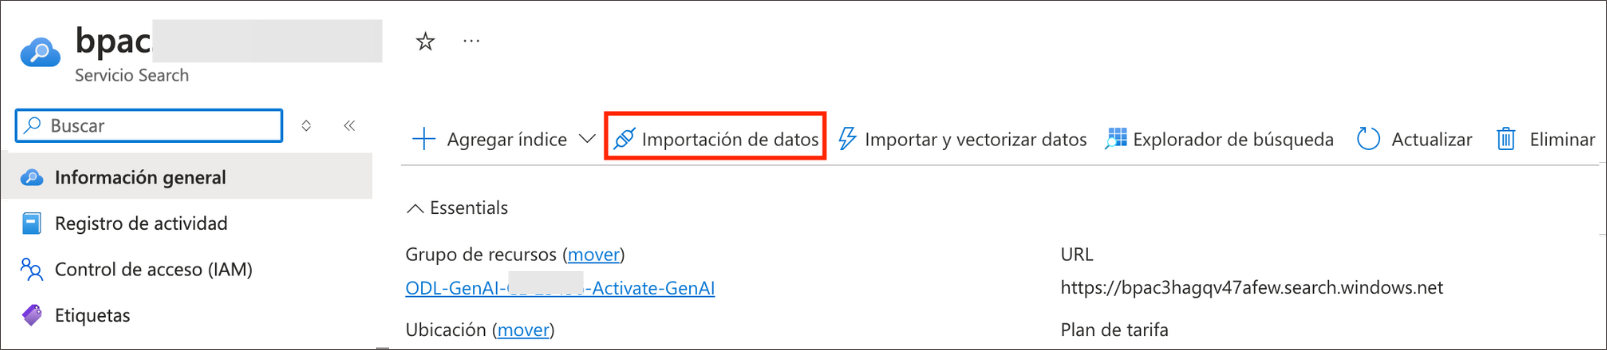 bpac
Servicio Search
Buscar
Agregar índice Importación de datos Importar y vectorizar datos Explorador de búsqueda Actualizar Eliminar
Información general
Registro de actividad
Control de acceso (IAM)
Etiquetas
Essentials
Grupo de recursos (mover)
ODL-GenAI- -Activate-GenAI
Ubicación (mover)
URL
https://bpac3hagqv47afew.search.windows.net
Plan de tarifa